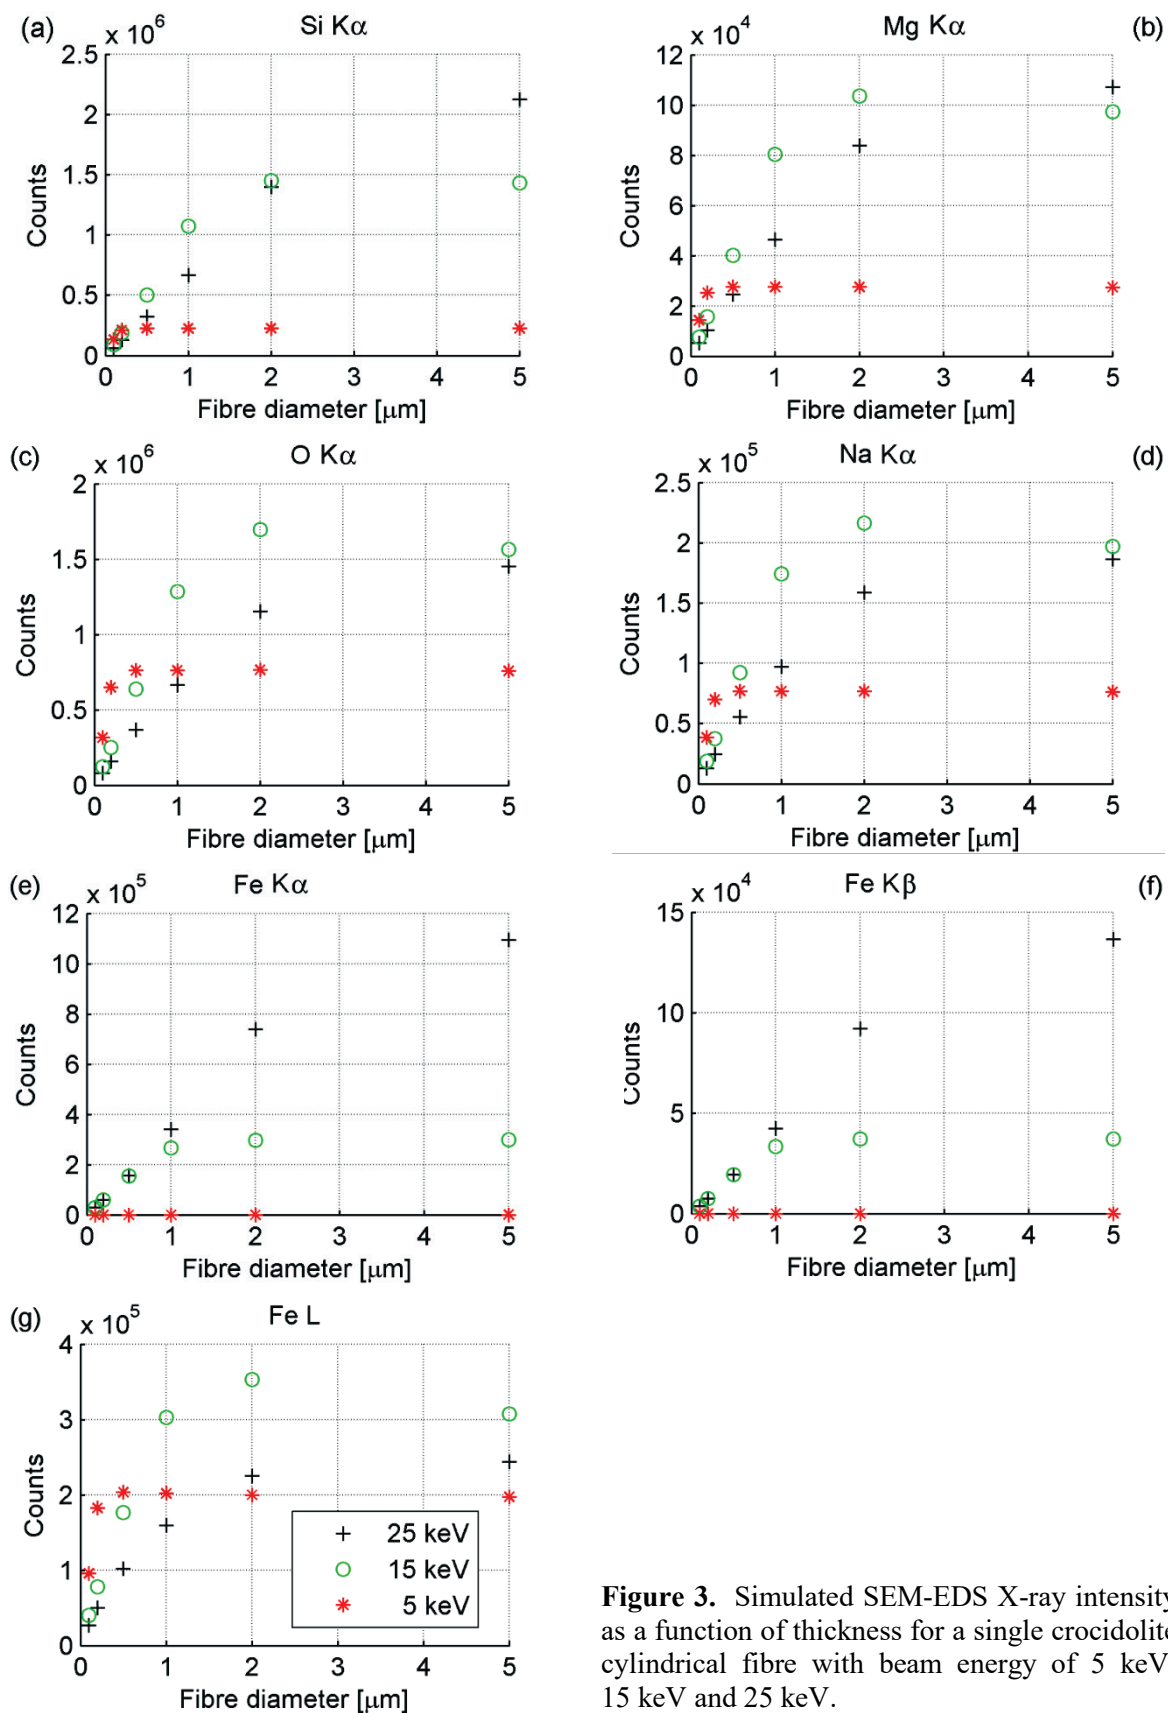 (a)
x 10^6
Si Kα
2.5
2
1.5
1
0.5
0
Counts
0 1 2 3 4 5
Fibre diameter [μm]
x 10^4
Mg Kα
(b)
12
10
8
6
4
2
0
Counts
0 1 2 3 4 5
Fibre diameter [μm]
(c)
x 10^6
O Kα
2
1.5
1
0.5
0
Counts
0 1 2 3 4 5
Fibre diameter [μm]
x 10^5
Na Kα
(d)
2.5
2
1.5
1
0.5
0
Counts
0 1 2 3 4 5
Fibre diameter [μm]
(e)
x 10^5
Fe Kα
12
10
8
6
4
2
0
Counts
0 1 2 3 4 5
Fibre diameter [μm]
x 10^4
Fe Kβ
(f)
15
10
5
0
Counts
0 1 2 3 4 5
Fibre diameter [μm]
(g)
x 10^5
Fe L
4
3
2
1
0
Counts
0 1 2 3 4 5
Fibre diameter [μm]
25 keV
15 keV
5 keV
Figure 3. Simulated SEM-EDS X-ray intensity
as a function of thickness for a single crocidolite
cylindrical fibre with beam energy of 5 keV
15 keV and 25 keV.